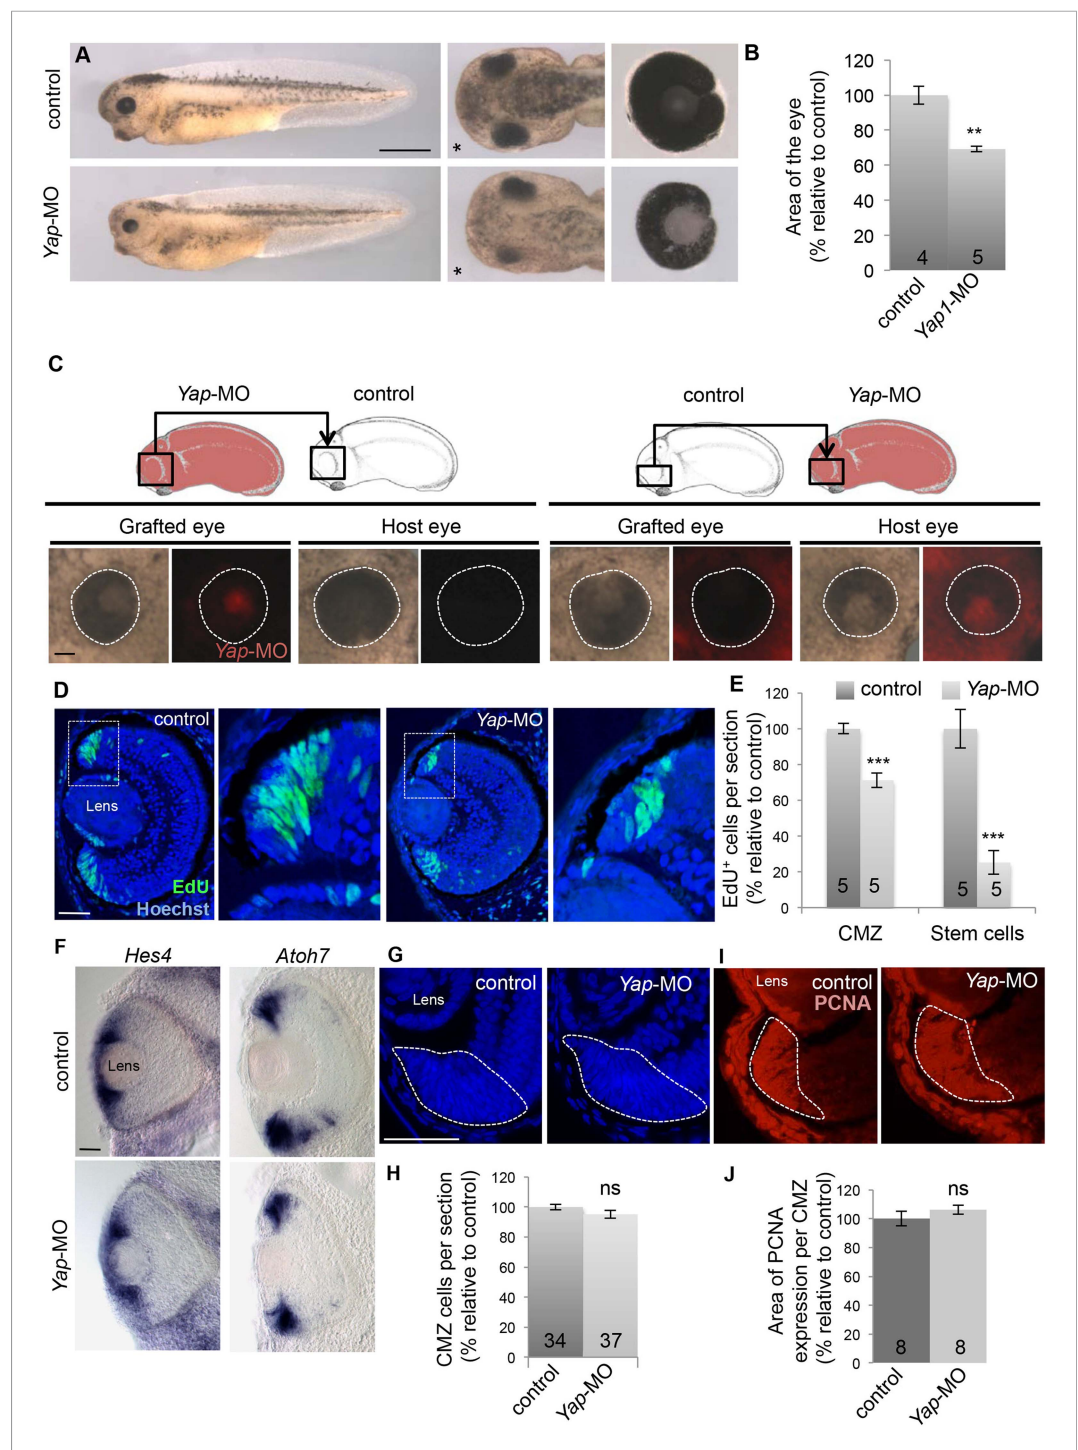 A
control
Yap-MO
*
*
B
Area of the eye
(% relative to control)
120
100
80
60
40
20
0
**
4
5
control
Yap1-MO
C
Yap-MO
control
control
Yap-MO
Grafted eye
Host eye
Grafted eye
Host eye
Yap-MO
D
control
Lens
EdU
Hoechst
Yap-MO
E
control
Yap-MO
EdU+ cells per section
(% relative to control)
120
100
80
60
40
20
0
***
***
5
5
5
5
CMZ
Stem cells
F
Hes4
Atoh7
control
Lens
Yap-MO
G
Lens
control
Yap-MO
I
Lens
control
PCNA
Yap-MO
H
CMZ cells per section
(% relative to control)
120
100
80
60
40
20
0
ns
34
37
control
Yap-MO
J
Area of PCNA
expression per CMZ
(% relative to control)
120
100
80
60
40
20
0
ns
8
8
control
Yap-MO